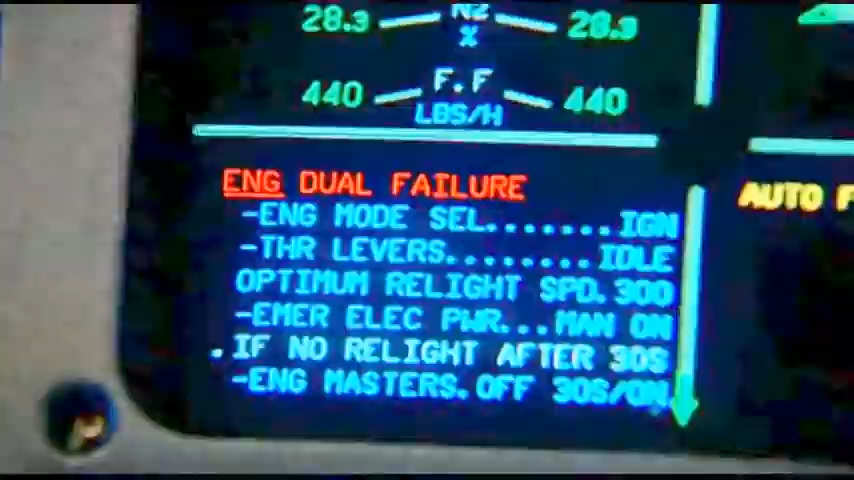 28.3 N2 28.9
%
440 F.F 440
LBS/H
ENG DUAL FAILURE
-ENG MODE SEL.......IGN
-THR LEVERS........IDLE
OPTIMUM RELIGHT SPD.300
-EMER ELEC PWR...MAN ON
.IF NO RELIGHT AFTER 30S
-ENG MASTERS.OFF 30S/ON
AUTO F